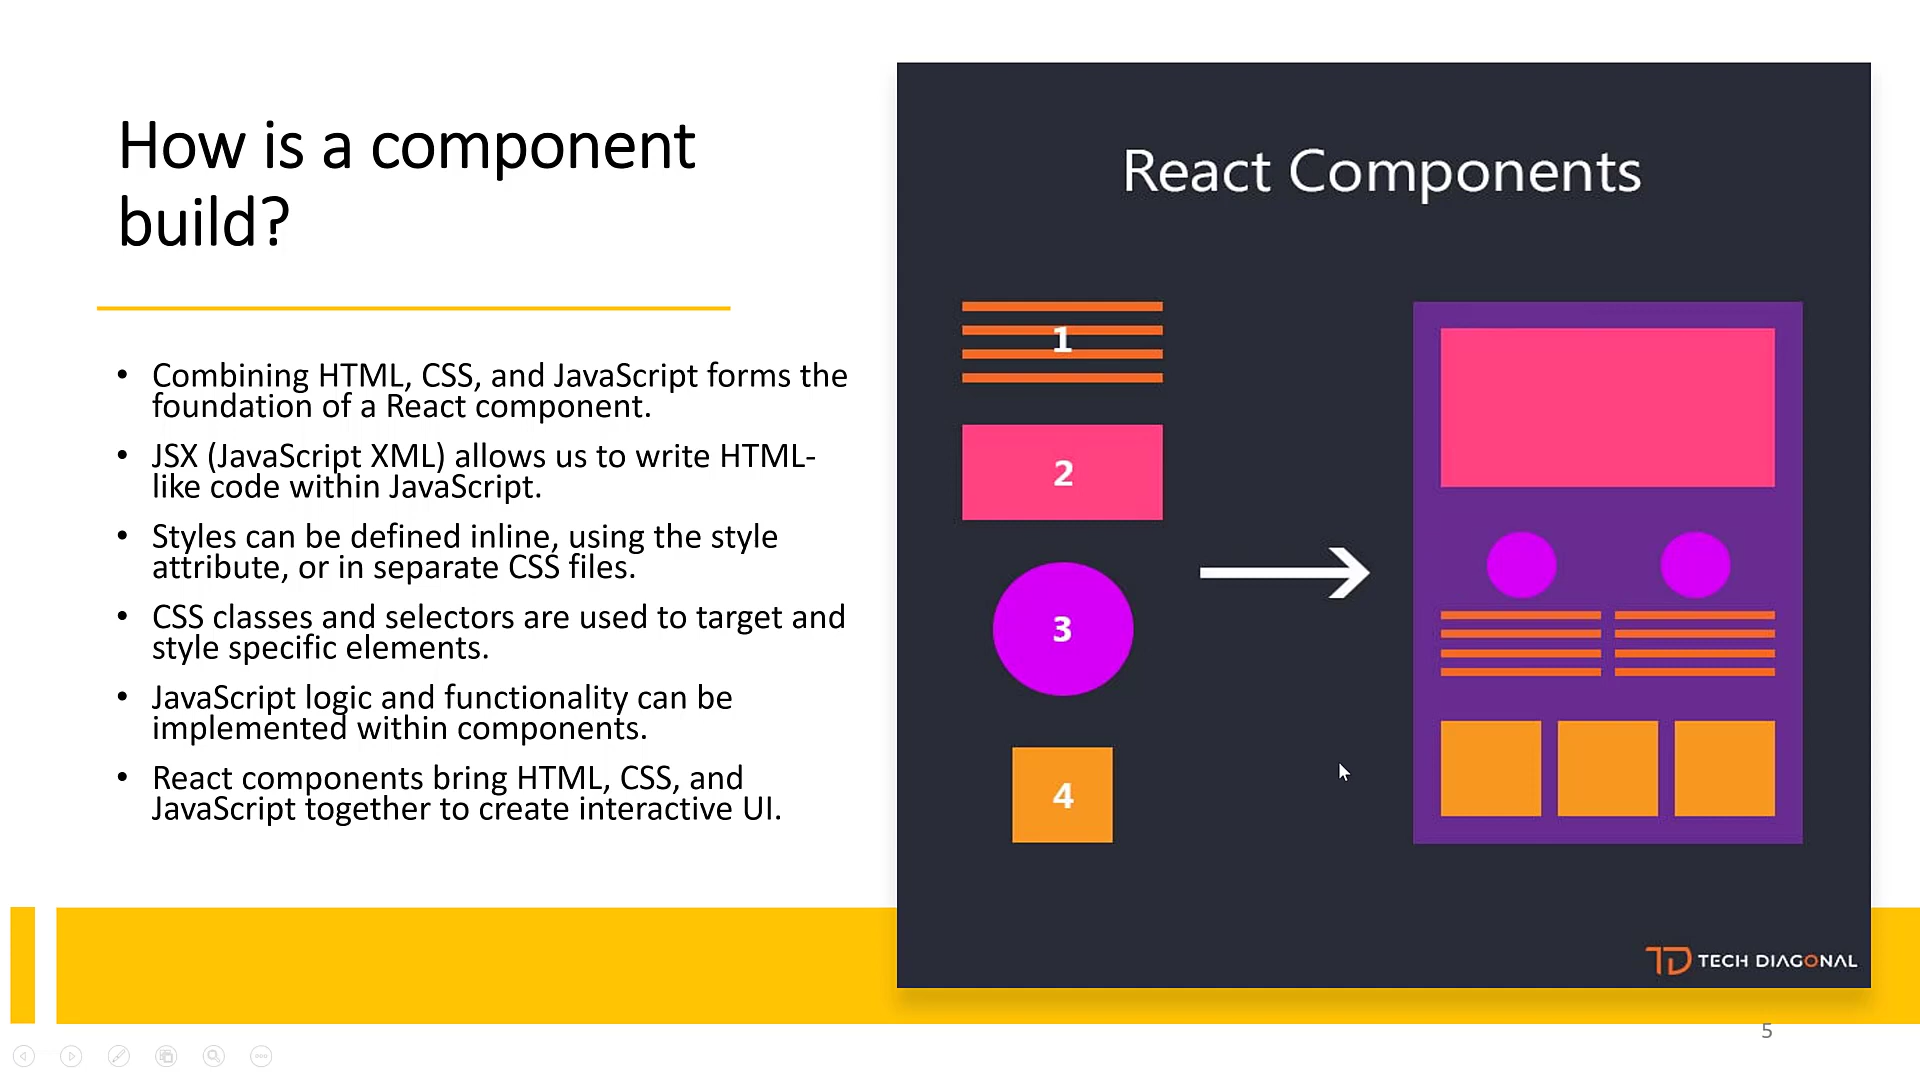 How is a component
build?
• Combining HTML, CSS, and JavaScript forms the
foundation of a React component.
• JSX (JavaScript XML) allows us to write HTML-
like code within JavaScript.
• Styles can be defined inline, using the style
attribute, or in separate CSS files.
• CSS classes and selectors are used to target and
style specific elements.
• JavaScript logic and functionality can be
implemented within components.
• React components bring HTML, CSS, and
JavaScript together to create interactive UI.
React Components
1
2
3
4
TD TECH DIAGONAL
5